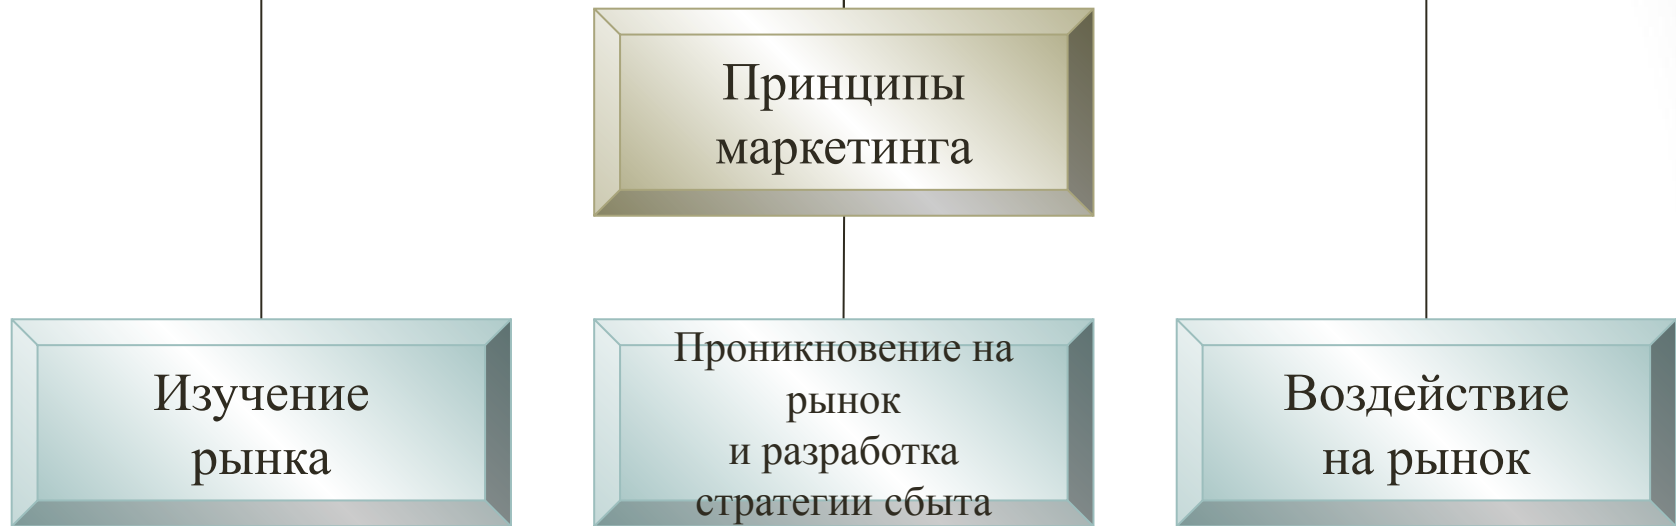 Принципы
маркетинга
Изучение
рынка
Проникновение на
рынок
и разработка
стратегии сбыта
Воздействие
на рынок